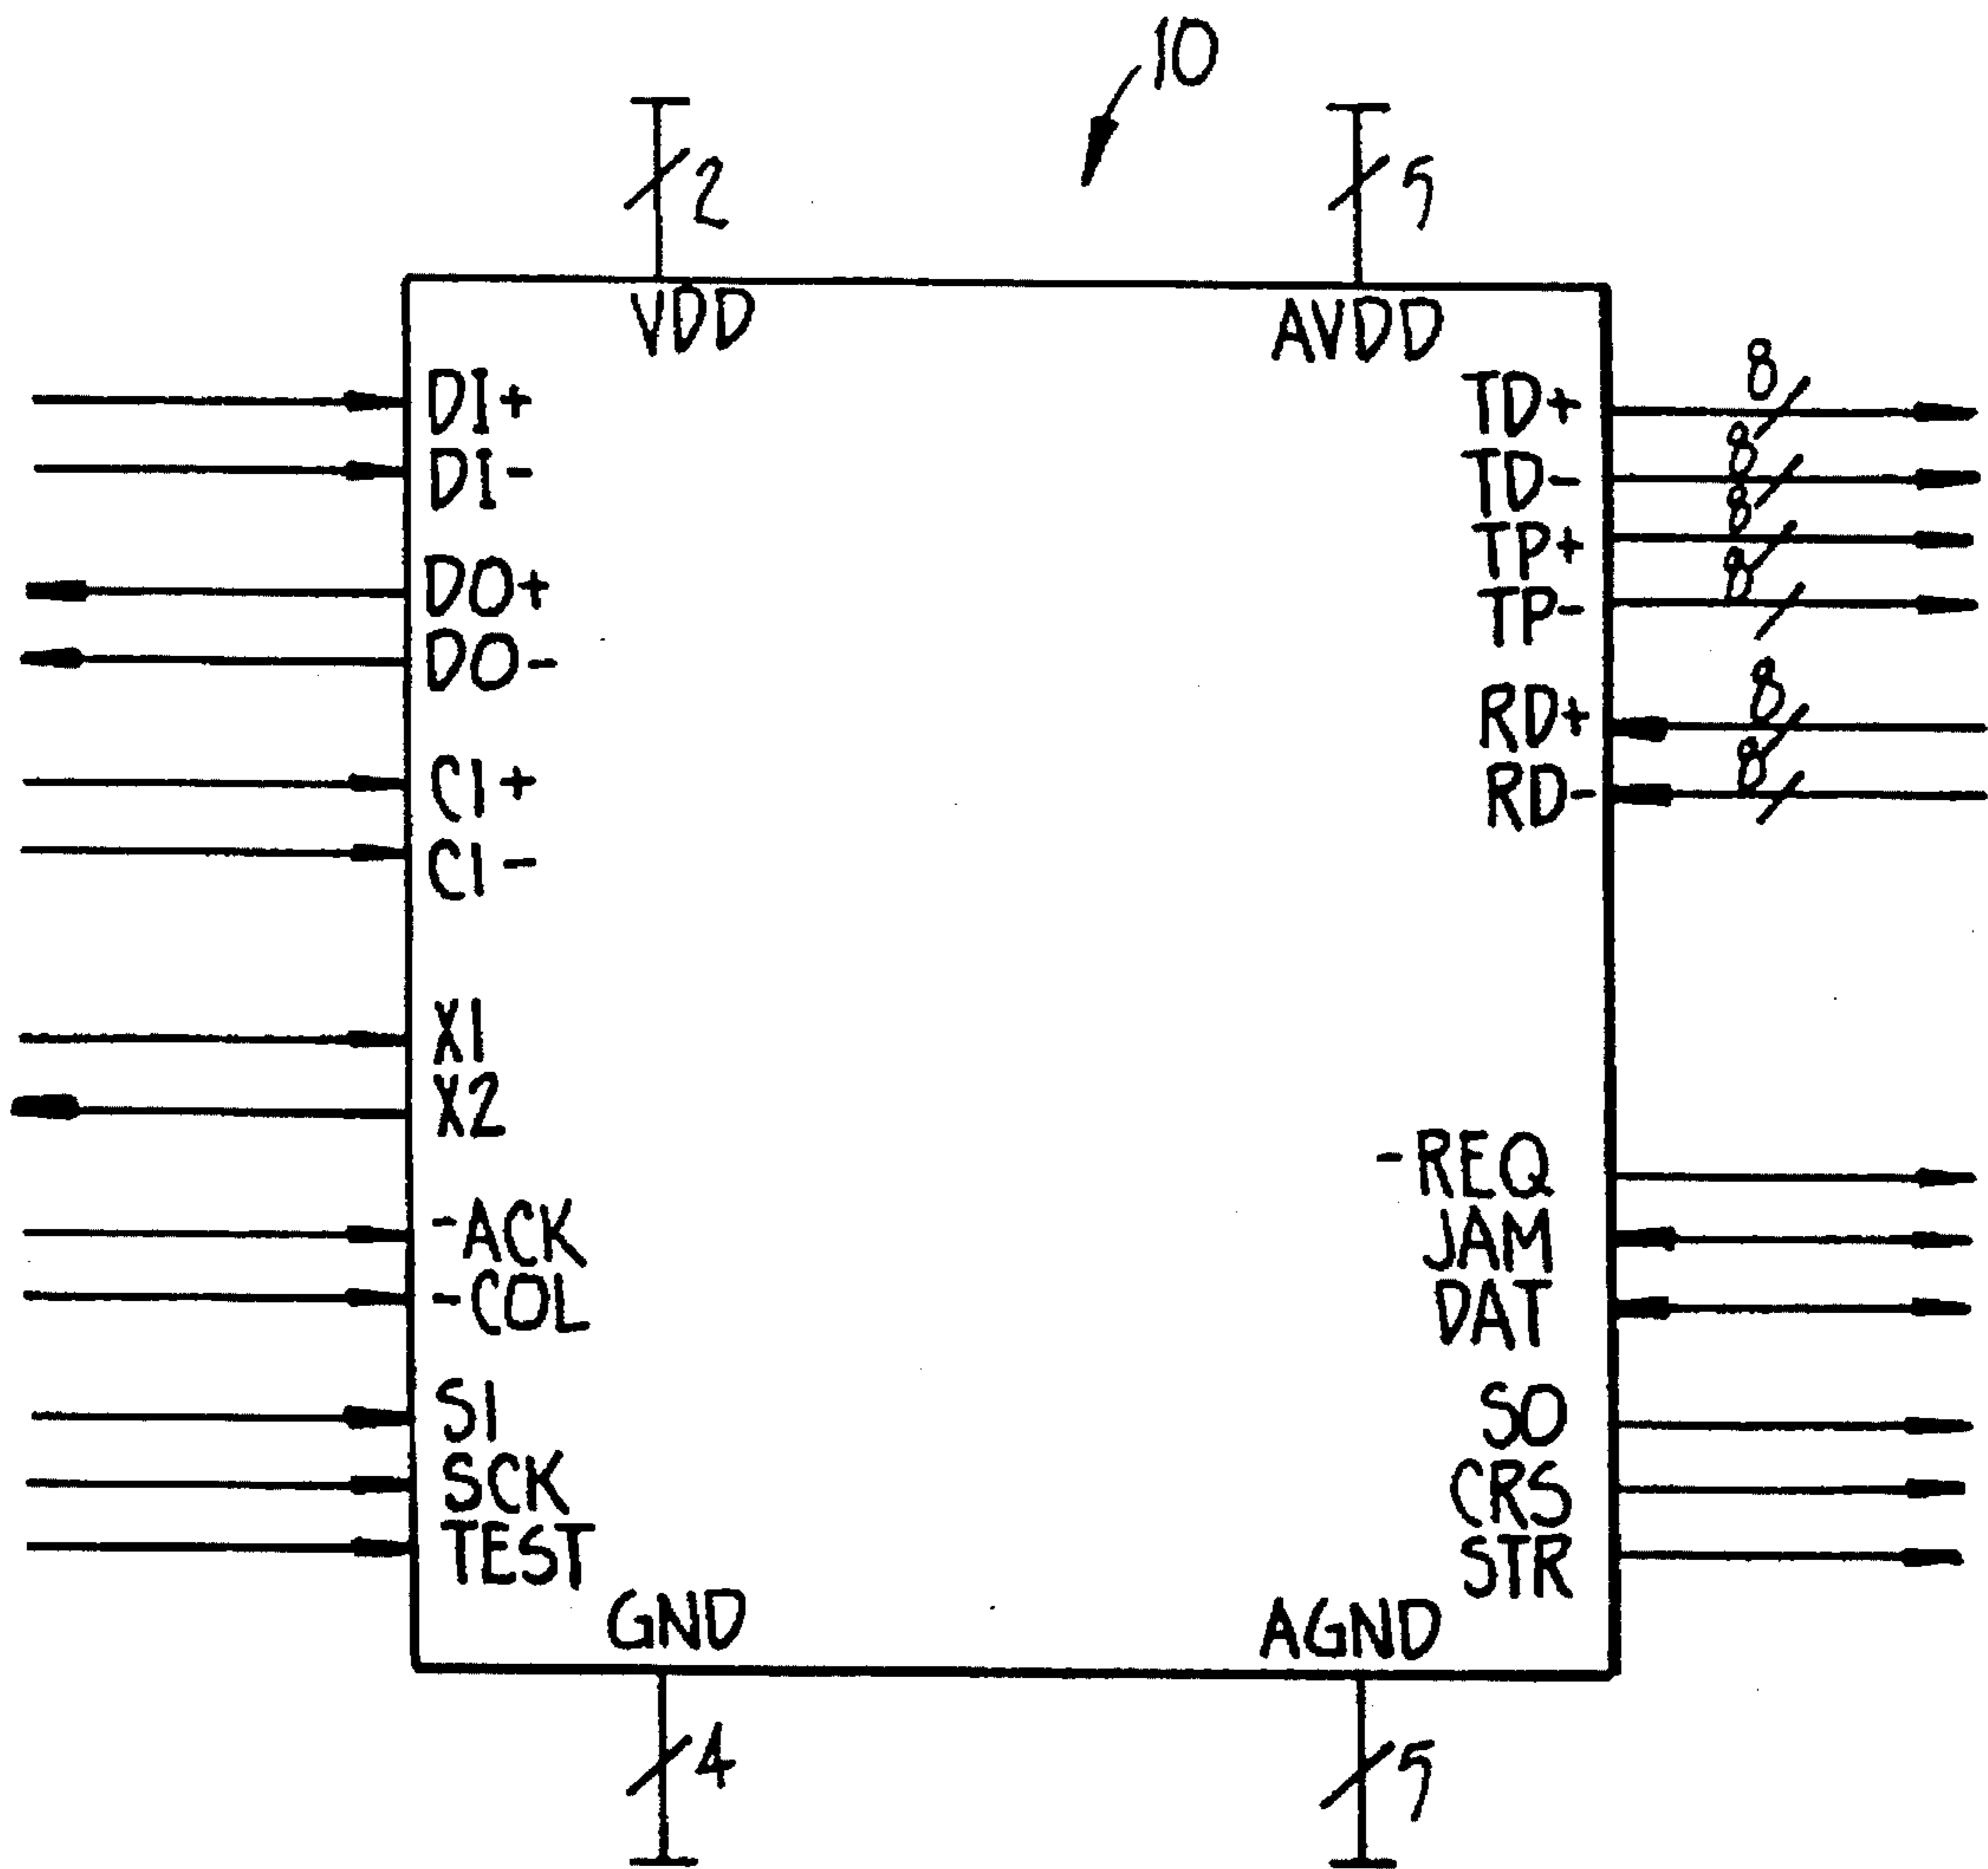 10
2
5
VDD
AVDD
DI+
DI-
DO+
DO-
CI+
CI-
X1
X2
-ACK
-COL
SI
SCK
TEST
TD+ 8
TD- 8
TP+ 8
TP- 8
RD+ 8
RD- 8
-REQ
JAM
DAT
SO
CRS
STR
GND
AGND
4
5